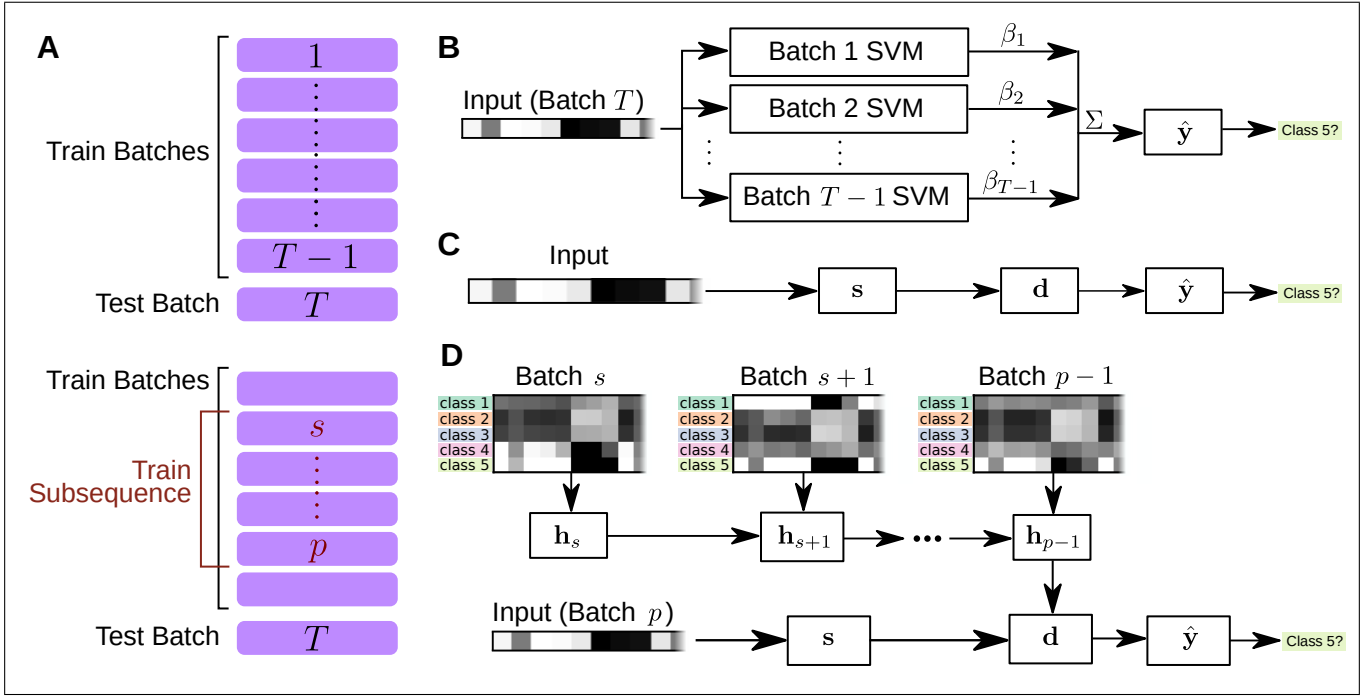 A
1
Train Batches
T − 1
Test Batch
T
Train Batches
s
Train
Subsequence
p
Test Batch
T
B
Input (Batch T)
Batch 1 SVM
β1
Batch 2 SVM
β2
Batch T − 1 SVM
βT−1
Σ
ŷ
Class 5?
C
Input
s
d
ŷ
Class 5?
D
Batch s
class 1
class 2
class 3
class 4
class 5
Batch s + 1
class 1
class 2
class 3
class 4
class 5
Batch p − 1
class 1
class 2
class 3
class 4
class 5
hs
hs+1
hp−1
Input (Batch p)
s
d
ŷ
Class 5?